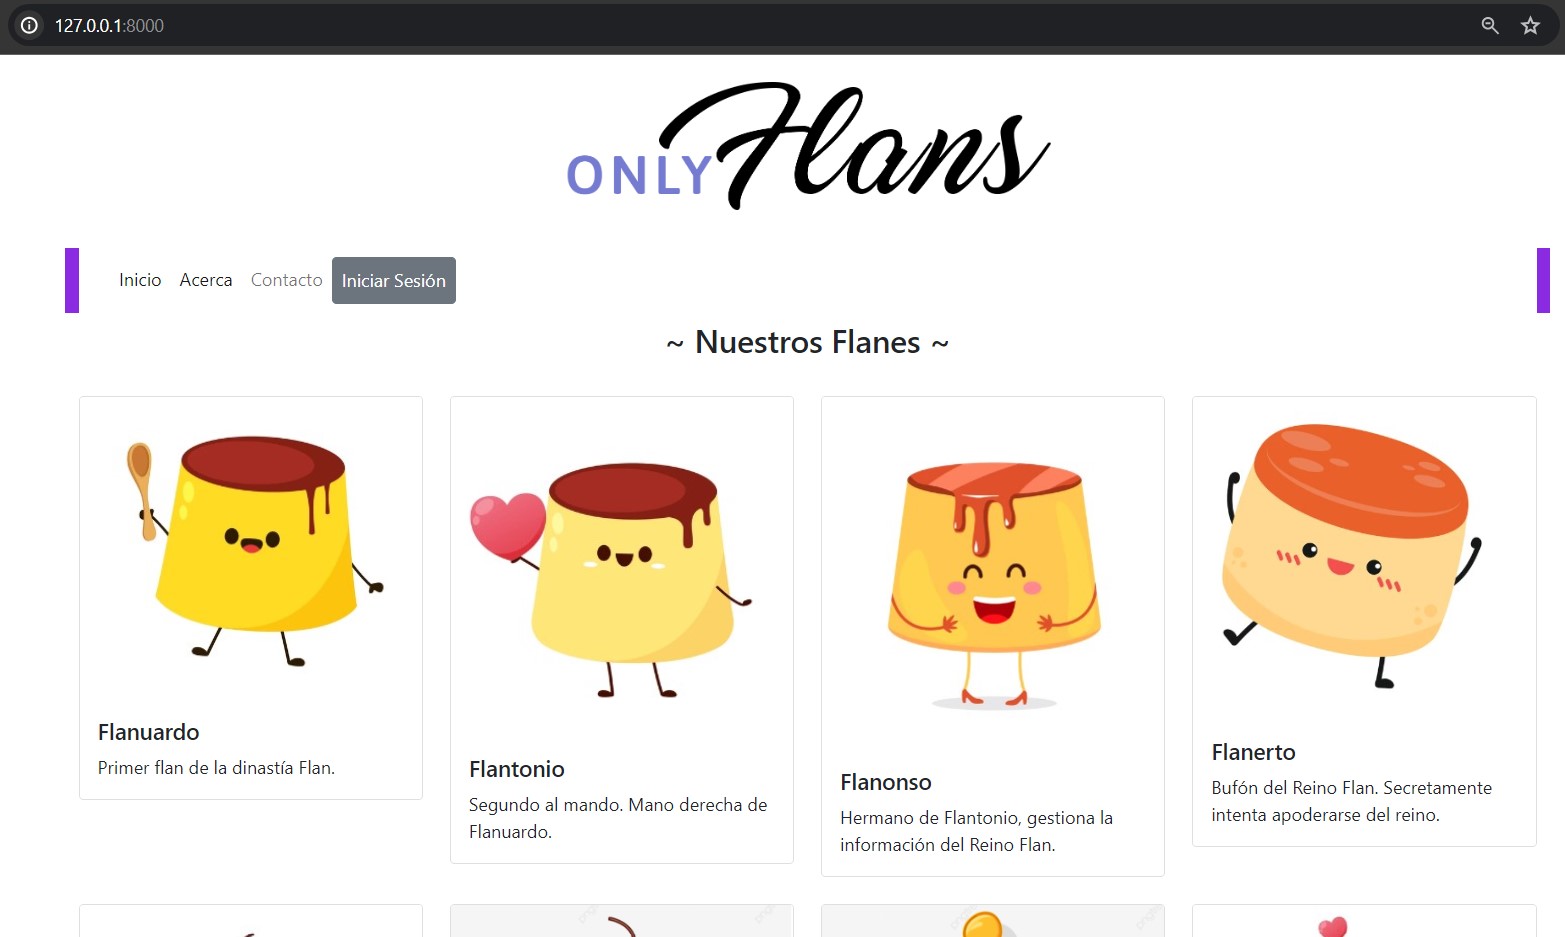 127.0.0.1:8000
ONLY Flans
Inicio Acerca Contacto Iniciar Sesión
~ Nuestros Flanes ~
Flanuardo
Primer flan de la dinastía Flan.
Flantonio
Segundo al mando. Mano derecha de
Flanuardo.
Flanonso
Hermano de Flantonio, gestiona la
información del Reino Flan.
Flanerto
Bufón del Reino Flan. Secretamente
intenta apoderarse del reino.